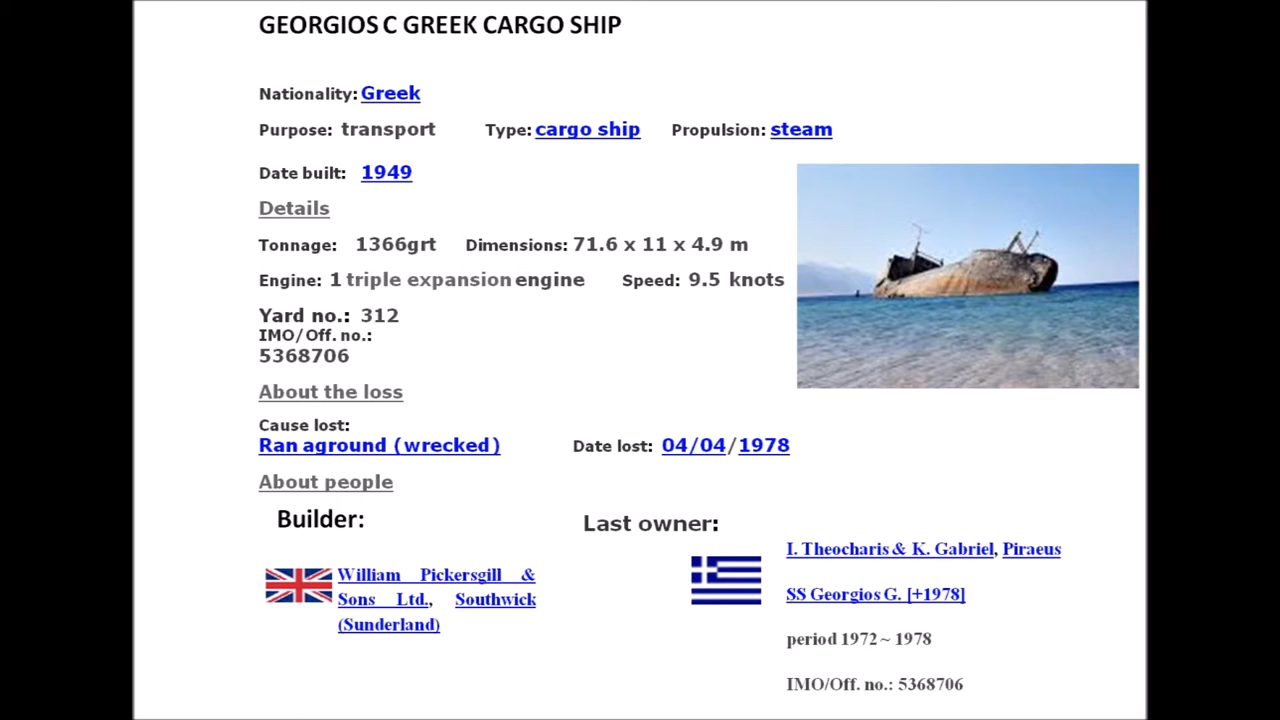 GEORGIOS C GREEK CARGO SHIP
Nationality: Greek
Purpose: transport Type: cargo ship Propulsion: steam
Date built: 1949
Details
Tonnage: 1366grt Dimensions: 71.6 x 11 x 4.9 m
Engine: 1 triple expansion engine Speed: 9.5 knots
Yard no.: 312
IMO/Off. no.:
5368706
About the loss
Cause lost:
Ran aground (wrecked) Date lost: 04/04/1978
About people
Builder: Last owner:
William Pickersgill &
Sons Ltd., Southwick
(Sunderland)
I. Theocharis & K. Gabriel, Piraeus
SS Georgios G. [+1978]
period 1972 ~ 1978
IMO/Off. no.: 5368706